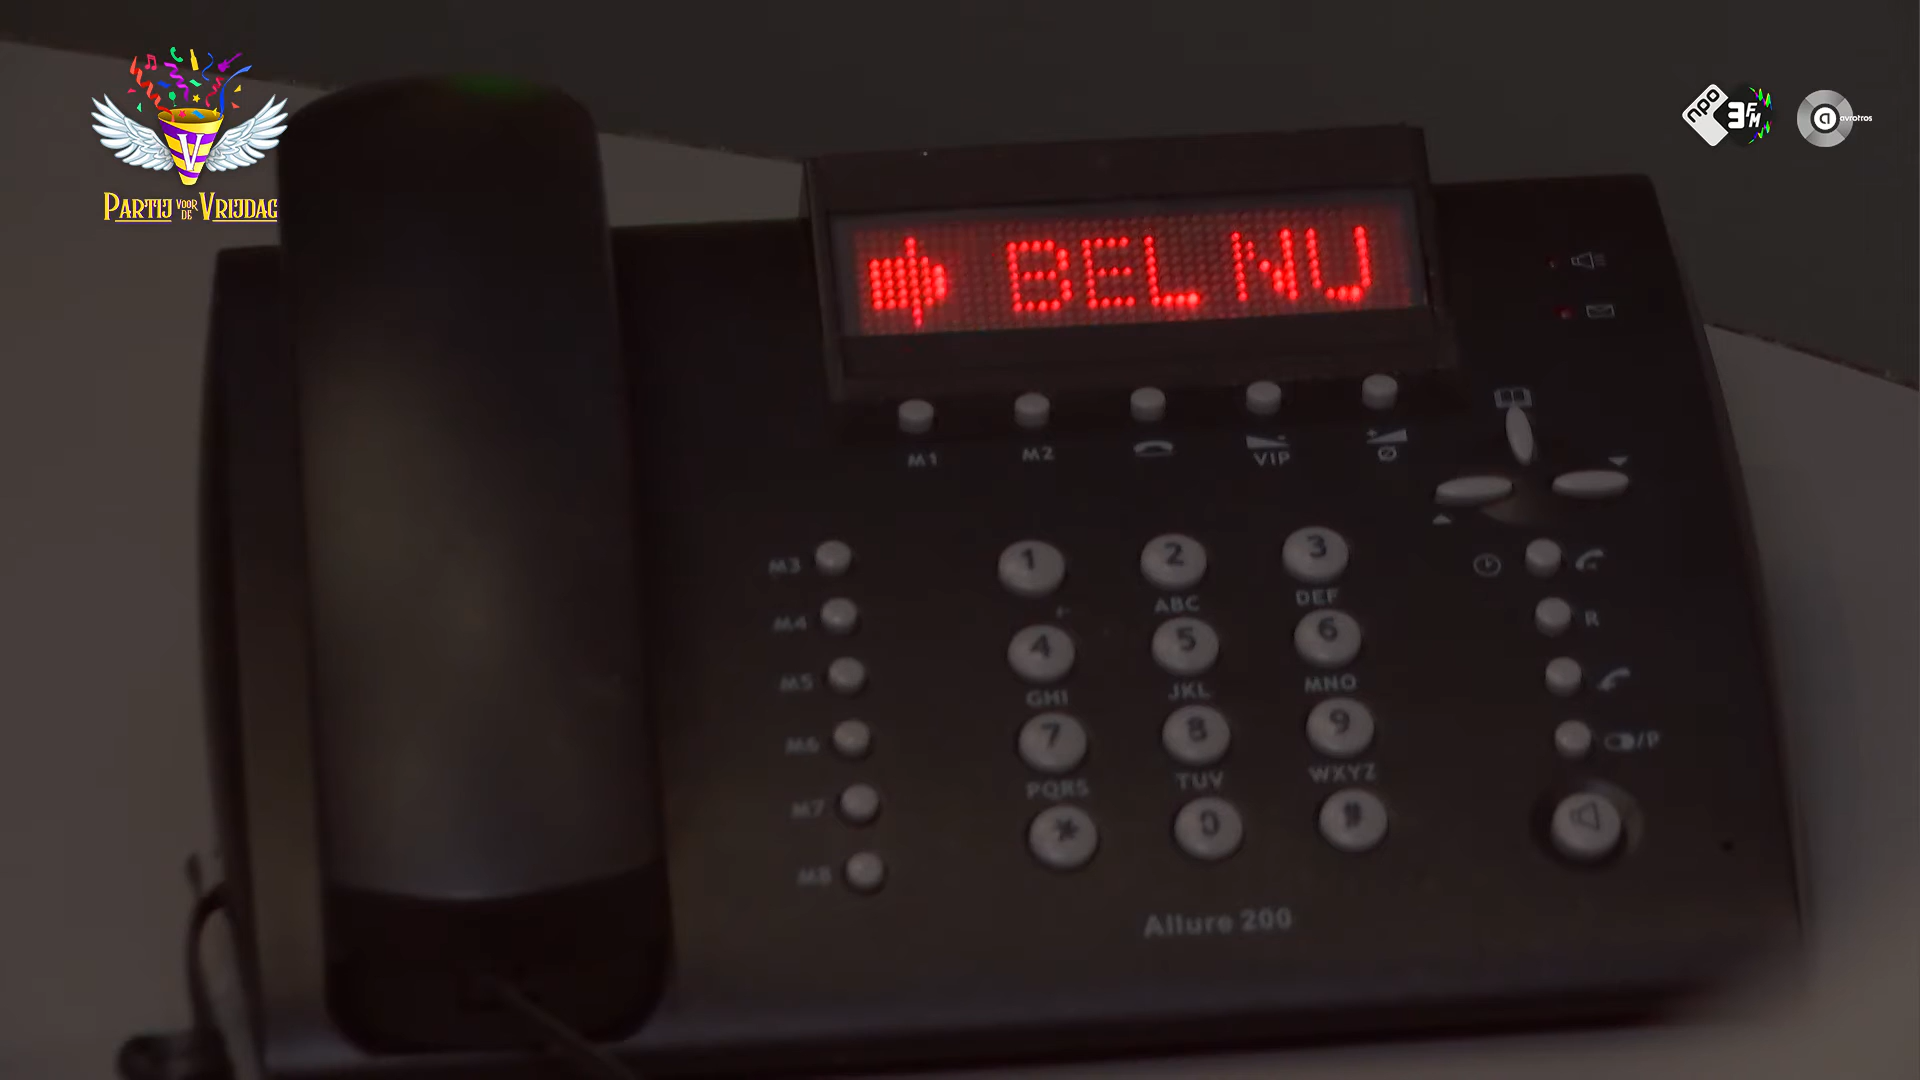 V
PARTIJ VOOR DE VRIJDAG
npo 3FM
a avrotros
BEL NU
M1 M2 VIP Ø
M3 1 2 3
ABC DEF
M4 4 5 6 R
GHI JKL MNO
M5
M6 7 8 9 /P
PQRS TUV WXYZ
M7 * 0 #
M8
Allure 200